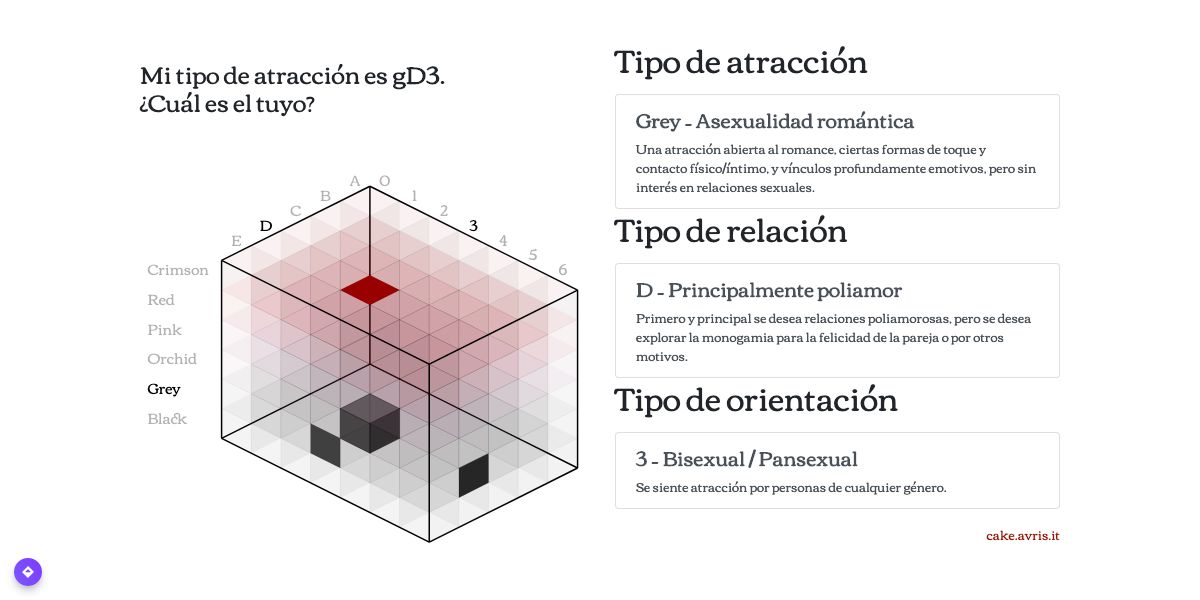 Mi tipo de atracción es gD3.
¿Cuál es el tuyo?
A
B
C
D
E
0
1
2
3
4
5
6
Crimson
Red
Pink
Orchid
Grey
Black
Tipo de atracción
Grey - Asexualidad romántica
Una atracción abierta al romance, ciertas formas de toque y
contacto físico/íntimo, y vínculos profundamente emotivos, pero sin
interés en relaciones sexuales.
Tipo de relación
D - Principalmente poliamor
Primero y principal se desea relaciones poliamorosas, pero se desea
explorar la monogamia para la felicidad de la pareja o por otros
motivos.
Tipo de orientación
3 - Bisexual / Pansexual
Se siente atracción por personas de cualquier género.
cake.avris.it